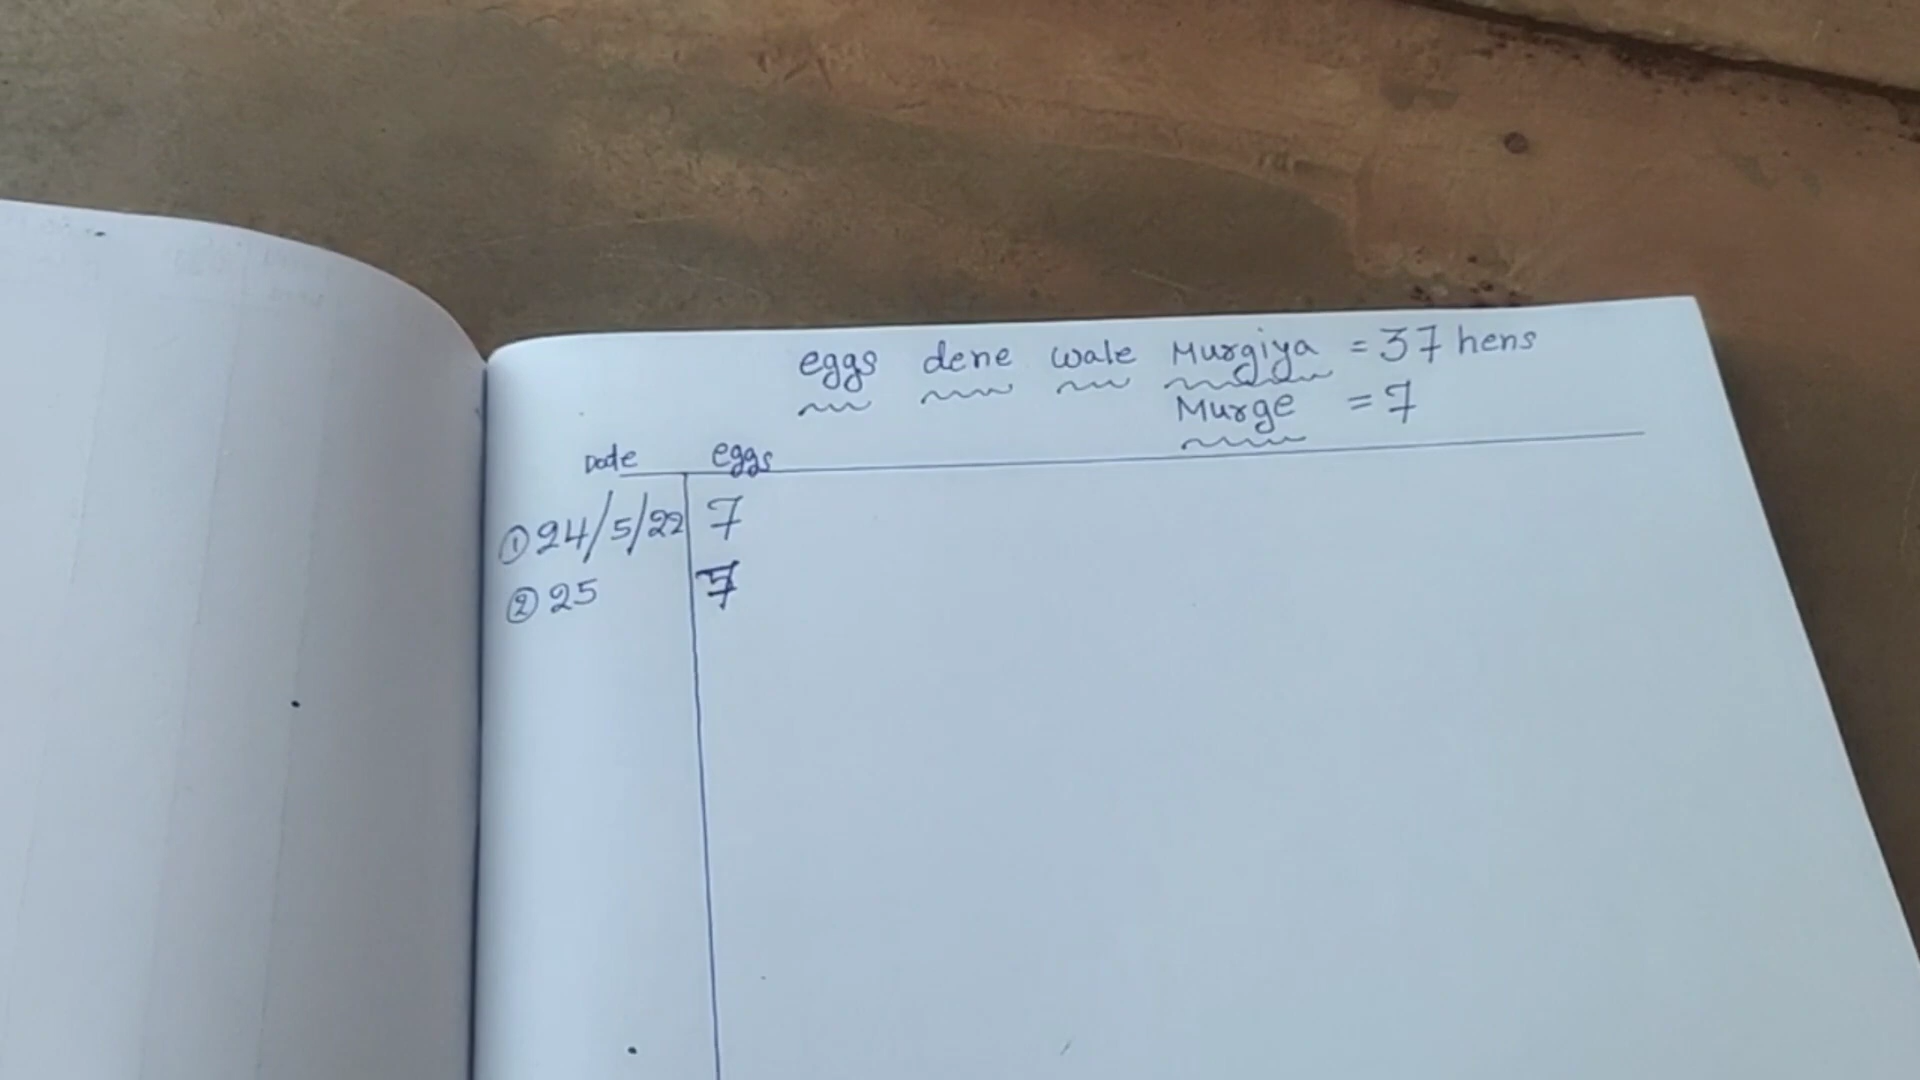 eggs dene wale Murgiya = 37 hens
Murge = 7
Date eggs
① 24/5/22 7
② 25 7